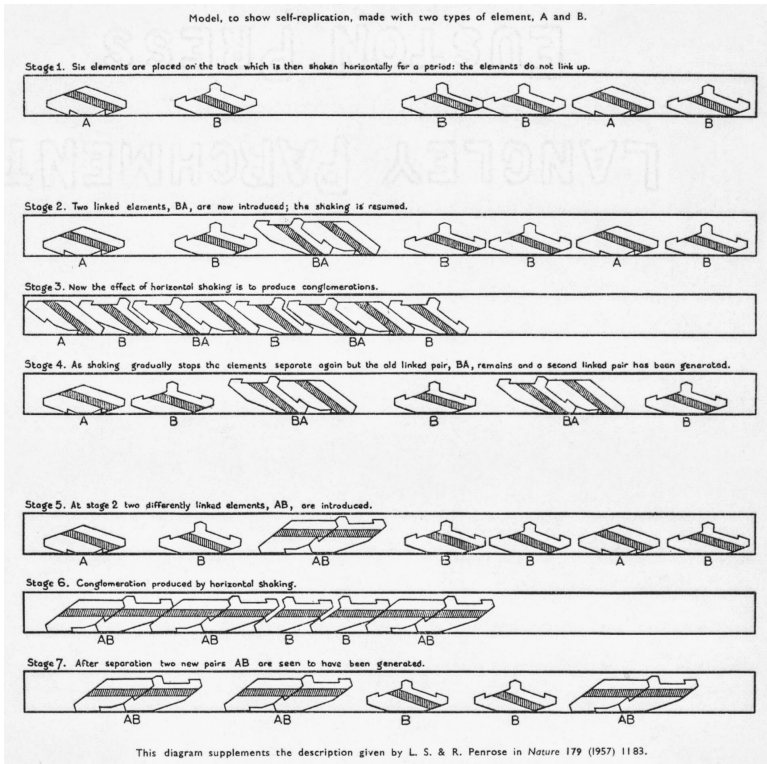 Model, to show self-replication, made with two types of element, A and B.
Stage 1. Six elements are placed on the track which is then shaken horizontally for a period: the elements do not link up.
A B B B A B
Stage 2. Two linked elements, BA, are now introduced; the shaking is resumed.
A B BA B B A B
Stage 3. Now the effect of horizontal shaking is to produce conglomerations.
A B BA B BA B
Stage 4. As shaking gradually stops the elements separate again but the old linked pair, BA, remains and a second linked pair has been generated.
A B BA B BA B
Stage 5. At stage 2 two differently linked elements, AB, are introduced.
A B AB B B A B
Stage 6. Conglomeration produced by horizontal shaking.
AB AB B B AB
Stage 7. After separation two new pairs AB are seen to have been generated.
AB AB B B AB
This diagram supplements the description given by L. S. & R. Penrose in Nature 179 (1957) 1183.